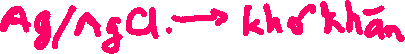 Ag/AgCl. → khó khăn